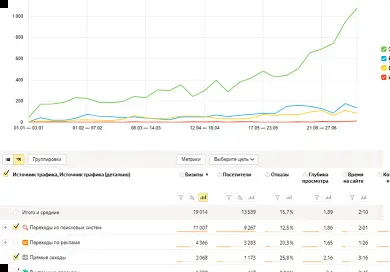 1 000
800
600
400
200
0
01.01 — 03.01 01.02 — 07.02 08.03 — 14.03 12.04 — 18.04 17.05 — 23.05 21.06 — 27.06
Группировки Метрики Выберите цель
Источник трафика, Источник трафика (детально) Визиты Посетители Отказы Глубина просмотра Время на сайте
Итого и средние 19 014 13 539 15,7% 1,89 2:10
Переходы из поисковых систем 11 007 9 267 12,5% 1,86 2:01
Переходы по рекламе 4 366 3 283 20,3% 1,65 1:26
Прямые заходы 2 068 1 173 25,8% 2,16 3:16